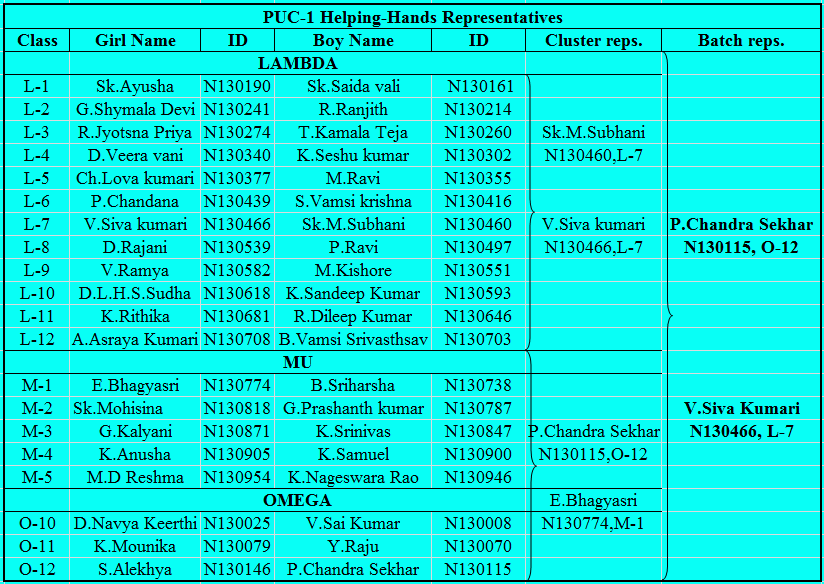 PUC-1 Helping-Hands Representatives
Class Girl Name ID Boy Name ID Cluster reps. Batch reps.
LAMBDA
L-1 Sk.Ayusha N130190 Sk.Saida vali N130161
L-2 G.Shymala Devi N130241 R.Ranjith N130214
L-3 R.Jyotsna Priya N130274 T.Kamala Teja N130260 Sk.M.Subhani
L-4 D.Veera vani N130340 K.Seshu kumar N130302 N130460,L-7
L-5 Ch.Lova kumari N130377 M.Ravi N130355
L-6 P.Chandana N130439 S.Vamsi krishna N130416
L-7 V.Siva kumari N130466 Sk.M.Subhani N130460 V.Siva kumari P.Chandra Sekhar
L-8 D.Rajani N130539 P.Ravi N130497 N130466,L-7 N130115, O-12
L-9 V.Ramya N130582 M.Kishore N130551
L-10 D.L.H.S.Sudha N130618 K.Sandeep Kumar N130593
L-11 K.Rithika N130681 R.Dileep Kumar N130646
L-12 A.Asraya Kumari N130708 B.Vamsi Srivasthsav N130703
MU
M-1 E.Bhagyasri N130774 B.Sriharsha N130738
M-2 Sk.Mohisina N130818 G.Prashanth kumar N130787 V.Siva Kumari
M-3 G.Kalyani N130871 K.Srinivas N130847 P.Chandra Sekhar N130466, L-7
M-4 K.Anusha N130905 K.Samuel N130900 N130115,O-12
M-5 M.D Reshma N130954 K.Nageswara Rao N130946
OMEGA E.Bhagyasri
O-10 D.Navya Keerthi N130025 V.Sai Kumar N130008 N130774,M-1
O-11 K.Mounika N130079 Y.Raju N130070
O-12 S.Alekhya N130146 P.Chandra Sekhar N130115